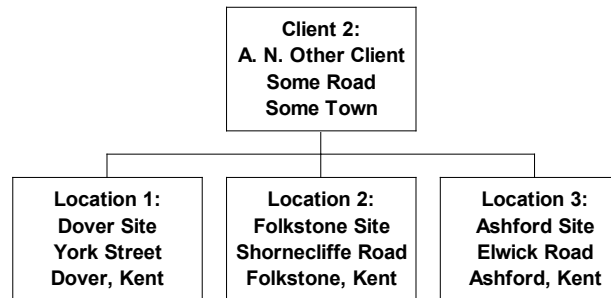 Client 2:
A. N. Other Client
Some Road
Some Town
Location 1:
Dover Site
York Street
Dover, Kent
Location 2:
Folkstone Site
Shornecliffe Road
Folkstone, Kent
Location 3:
Ashford Site
Elwick Road
Ashford, Kent